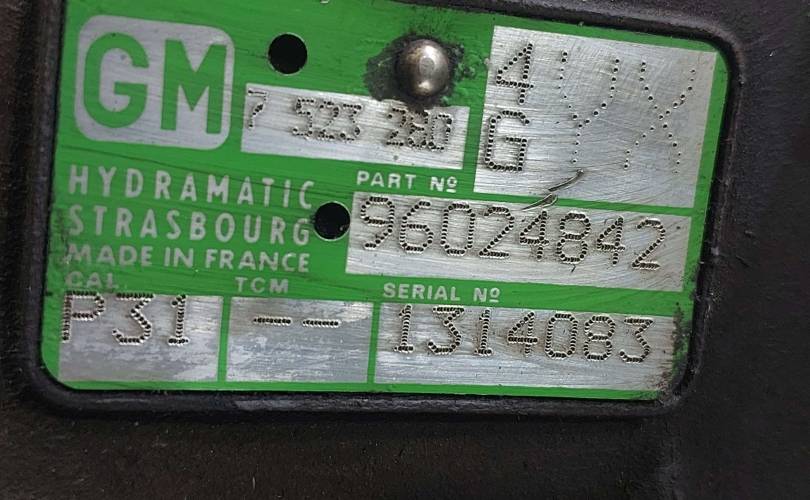 GM
7 523 280
4 YX
G
HYDRAMATIC
STRASBOURG
MADE IN FRANCE
PART Nº
96024842
CAL.
P31
TCM
---
SERIAL Nº
1314083